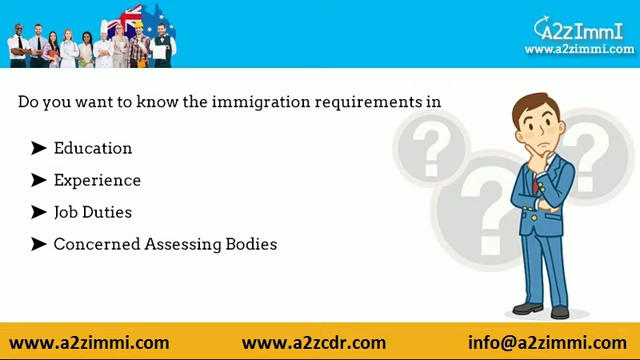 A2zImmI
www.a2zimmi.com
Do you want to know the immigration requirements in
➤ Education
➤ Experience
➤ Job Duties
➤ Concerned Assessing Bodies
? ? ?
www.a2zimmi.com www.a2zcdr.com info@a2zimmi.com